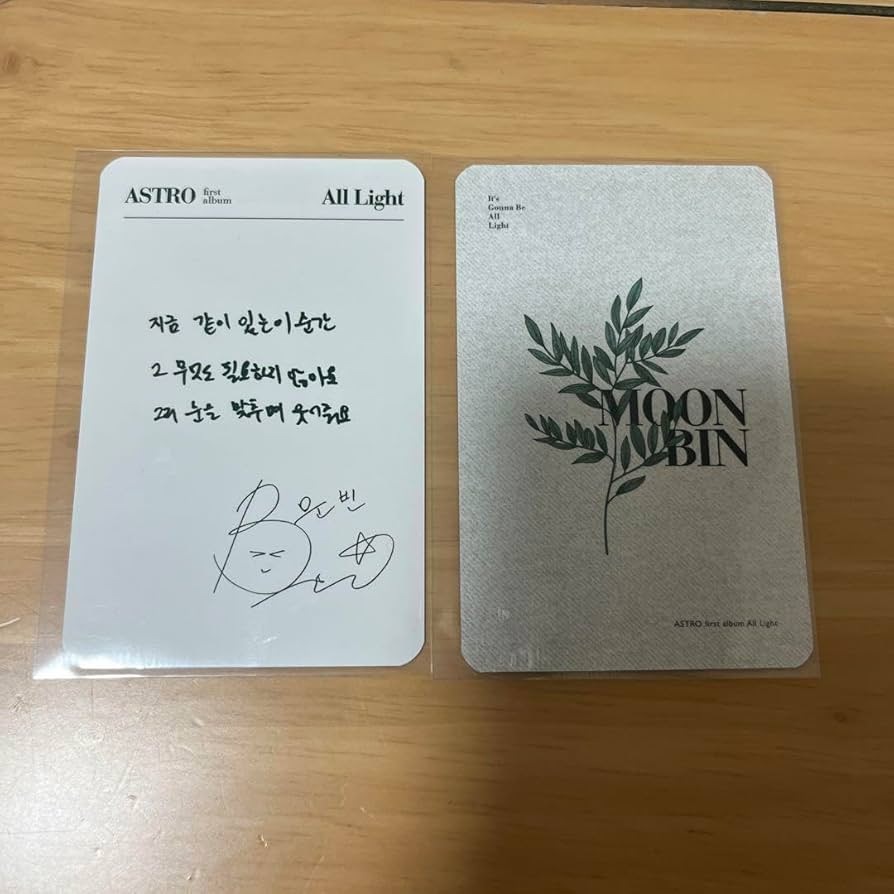 ASTRO first album All Light
지금 같이 있는 이 순간
그 무엇도 필요하지 않아요
그저 눈을 맞추며 웃어줘요
문빈
It's
Gonna Be
All
Light
MOON
BIN
ASTRO first album All Light